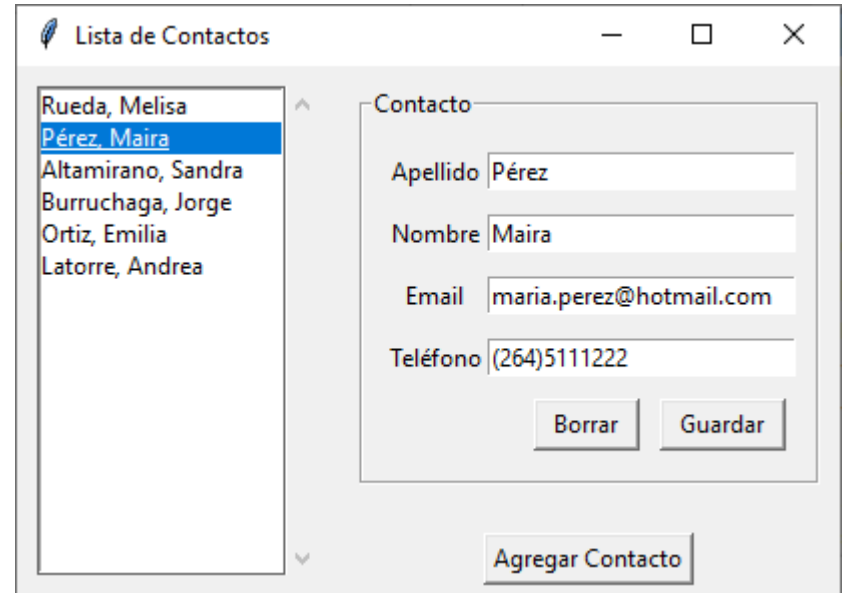 Lista de Contactos
Rueda, Melisa
Pérez, Maira
Altamirano, Sandra
Burruchaga, Jorge
Ortiz, Emilia
Latorre, Andrea
Contacto
Apellido Pérez
Nombre Maira
Email maria.perez@hotmail.com
Teléfono (264)5111222
Borrar Guardar
Agregar Contacto